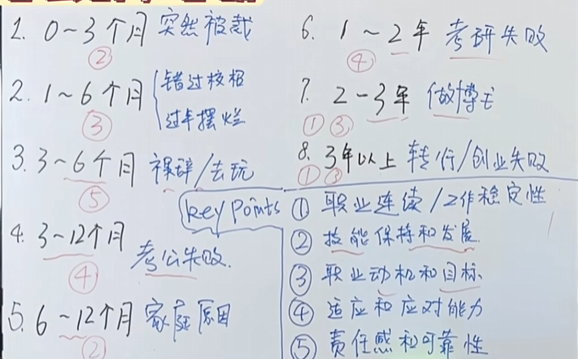 1. 0~3个月 突然被裁
②
2. 1~6个月 错过校招
过年摆烂
③
3. 3~6个月 裸辞/去玩
⑤
4. 3~12个月 考公失败
④
5. 6~12个月 家庭原因
②
6. 1~2年 考研失败
④
7. 2-3年 做博主
① ③
8. 3年以上 转行/创业失败
① ③
key points
① 职业连续/工作稳定性
② 技能保持和发展
③ 职业动机和目标
④ 适应和应对能力
⑤ 责任感和可靠性